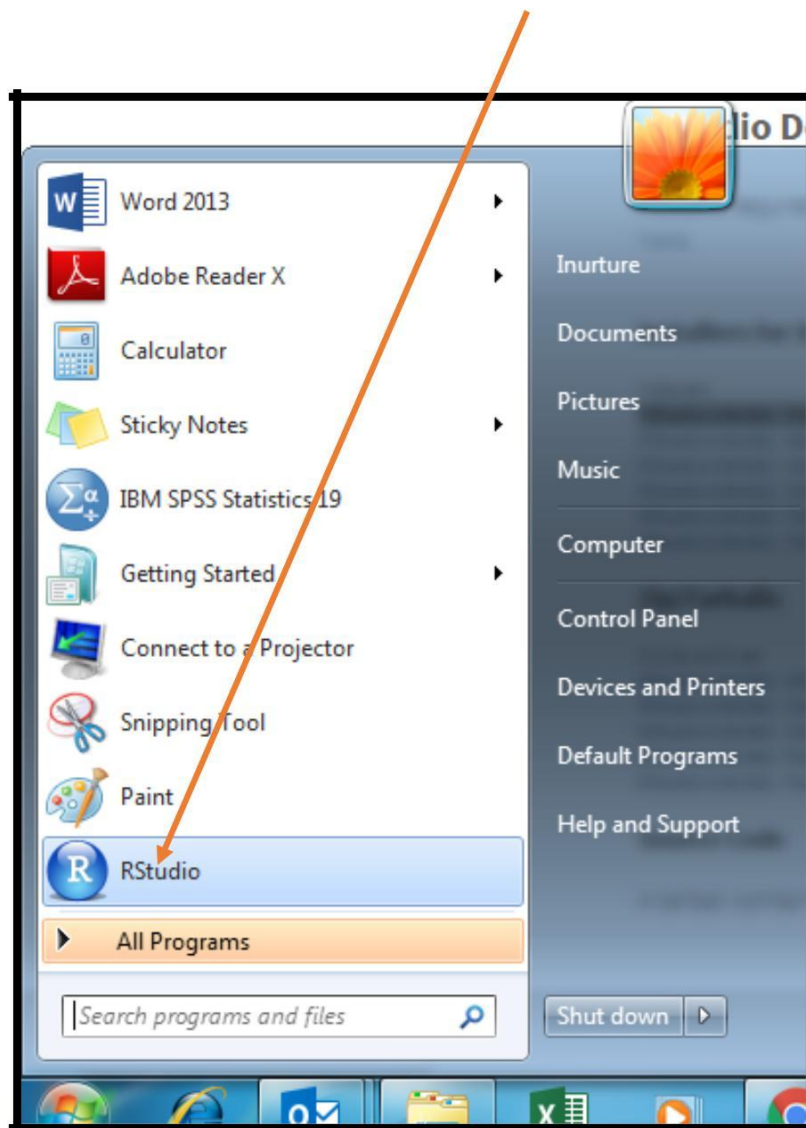 dio D
Word 2013
Adobe Reader X
Calculator
Sticky Notes
IBM SPSS Statistics 19
Getting Started
Connect to a Projector
Snipping Tool
Paint
RStudio
All Programs
Search programs and files
Inurture
Documents
Pictures
Music
Computer
Control Panel
Devices and Printers
Default Programs
Help and Support
Shut down